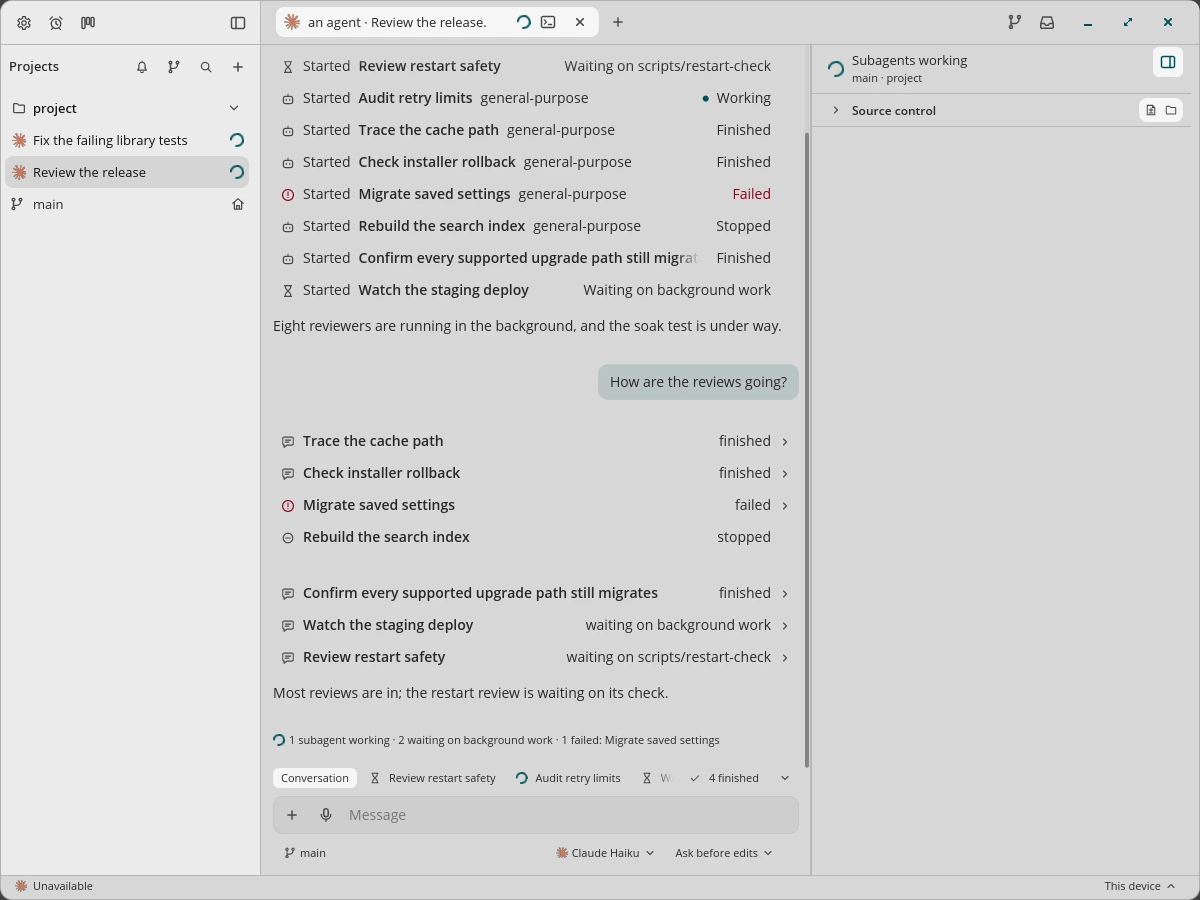 an agent · Review the release.
Projects
project
Fix the failing library tests
Review the release
main
Started Review restart safety Waiting on scripts/restart-check
Started Audit retry limits general-purpose Working
Started Trace the cache path general-purpose Finished
Started Check installer rollback general-purpose Finished
Started Migrate saved settings general-purpose Failed
Started Rebuild the search index general-purpose Stopped
Started Confirm every supported upgrade path still migrat Finished
Started Watch the staging deploy Waiting on background work
Eight reviewers are running in the background, and the soak test is under way.
How are the reviews going?
Trace the cache path finished
Check installer rollback finished
Migrate saved settings failed
Rebuild the search index stopped
Confirm every supported upgrade path still migrates finished
Watch the staging deploy waiting on background work
Review restart safety waiting on scripts/restart-check
Most reviews are in; the restart review is waiting on its check.
1 subagent working · 2 waiting on background work · 1 failed: Migrate saved settings
Conversation Review restart safety Audit retry limits 4 finished
Message
main Claude Haiku Ask before edits
Subagents working
main · project
Source control
Unavailable This device